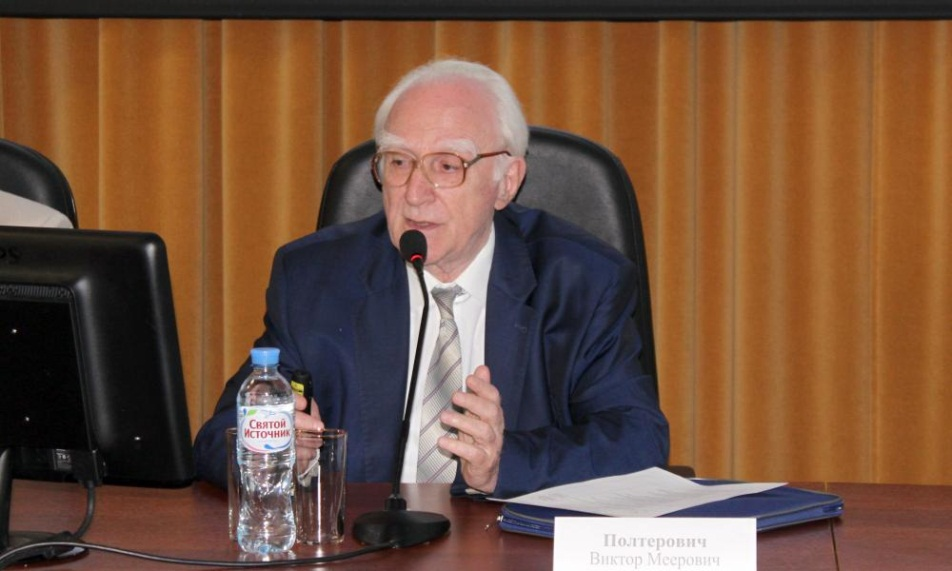 Святой
Источник
Полтерович
Виктор Меерович